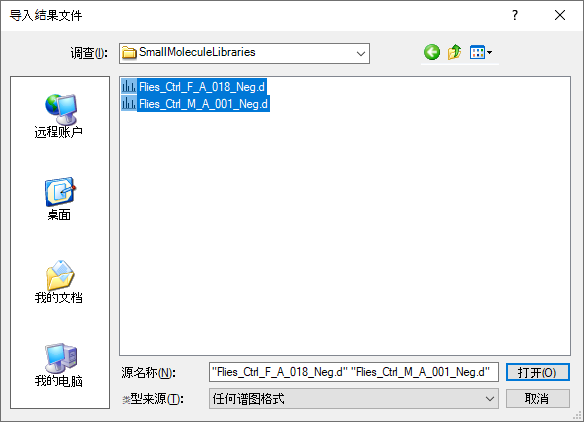 导入结果文件
调查(I):
SmallMoleculeLibraries
Flies_Ctrl_F_A_018_Neg.d
Flies_Ctrl_M_A_001_Neg.d
远程账户
桌面
我的文档
我的电脑
源名称(N):
"Flies_Ctrl_F_A_018_Neg.d" "Flies_Ctrl_M_A_001_Neg.d"
打开(O)
类型来源(T):
任何谱图格式
取消